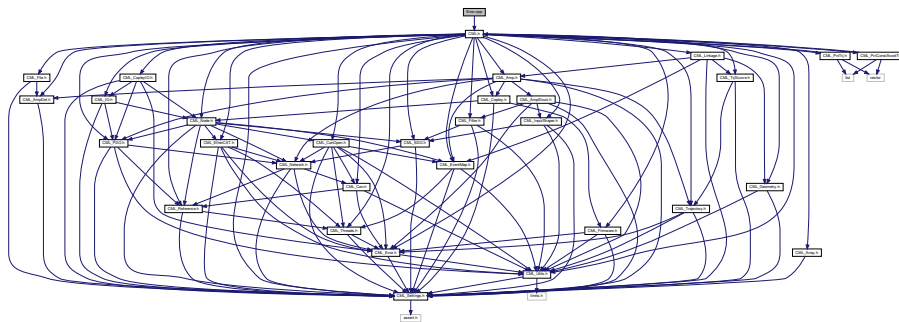 CML.h
CML_File.h
CML_CopleyIO.h
CML_Amp.h
CML_Linkage.h
CML_TrjSource.h
CML_PvtTrj.h
CML_PvtConstAccelTrj.h
list
vector
CML_AmpDef.h
CML_IO.h
CML_Copley.h
CML_AmpStruct.h
CML_Node.h
CML_Filter.h
CML_InputShaper.h
CML_PDO.h
CML_EtherCAT.h
CML_CanOpen.h
CML_SDO.h
CML_Network.h
CML_EventMap.h
CML_Can.h
CML_Geometry.h
CML_Reference.h
CML_Trajectory.h
CML_Threads.h
CML_Firmware.h
CML_Error.h
CML_Array.h
CML_Utils.h
CML_Settings.h
limits.h
assert.h